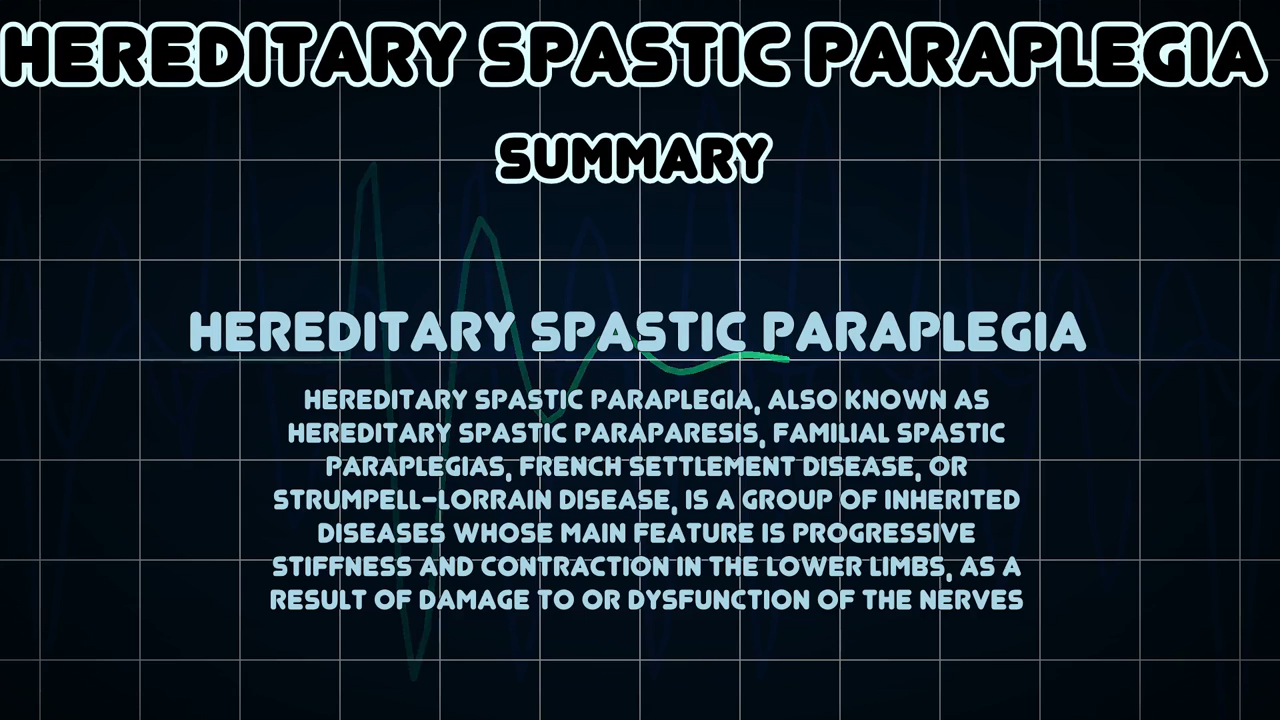 HEREDITARY SPASTIC PARAPLEGIA
SUMMARY
HEREDITARY SPASTIC PARAPLEGIA
HEREDITARY SPASTIC PARAPLEGIA, ALSO KNOWN AS
HEREDITARY SPASTIC PARAPARESIS, FAMILIAL SPASTIC
PARAPLEGIAS, FRENCH SETTLEMENT DISEASE, OR
STRUMPELL-LORRAIN DISEASE, IS A GROUP OF INHERITED
DISEASES WHOSE MAIN FEATURE IS PROGRESSIVE
STIFFNESS AND CONTRACTION IN THE LOWER LIMBS, AS A
RESULT OF DAMAGE TO OR DYSFUNCTION OF THE NERVES